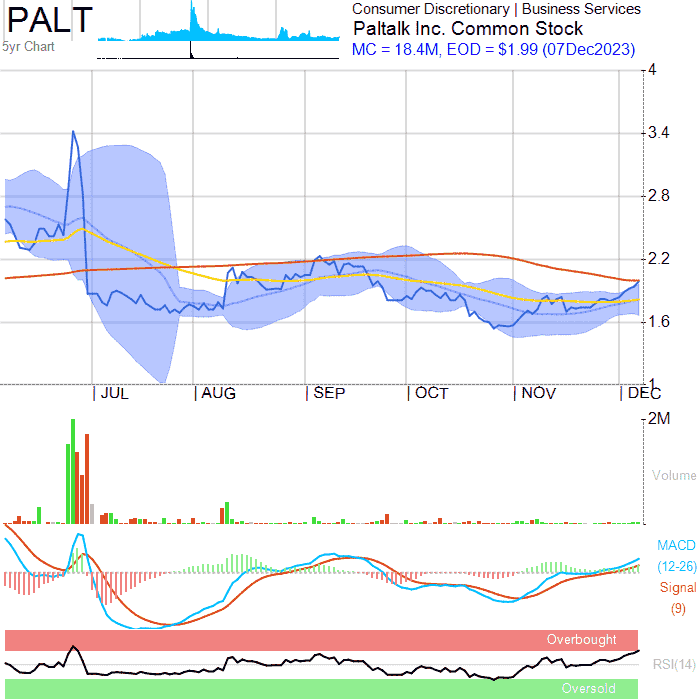 PALT
5yr Chart
Consumer Discretionary | Business Services
Paltalk Inc. Common Stock
MC = 18.4M, EOD = $1.99 (07Dec2023)
4
3.4
2.8
2.2
1.6
1
JUL AUG SEP OCT NOV DEC
2M
Volume
MACD
(12-26)
Signal
(9)
Overbought
RSI(14)
Oversold